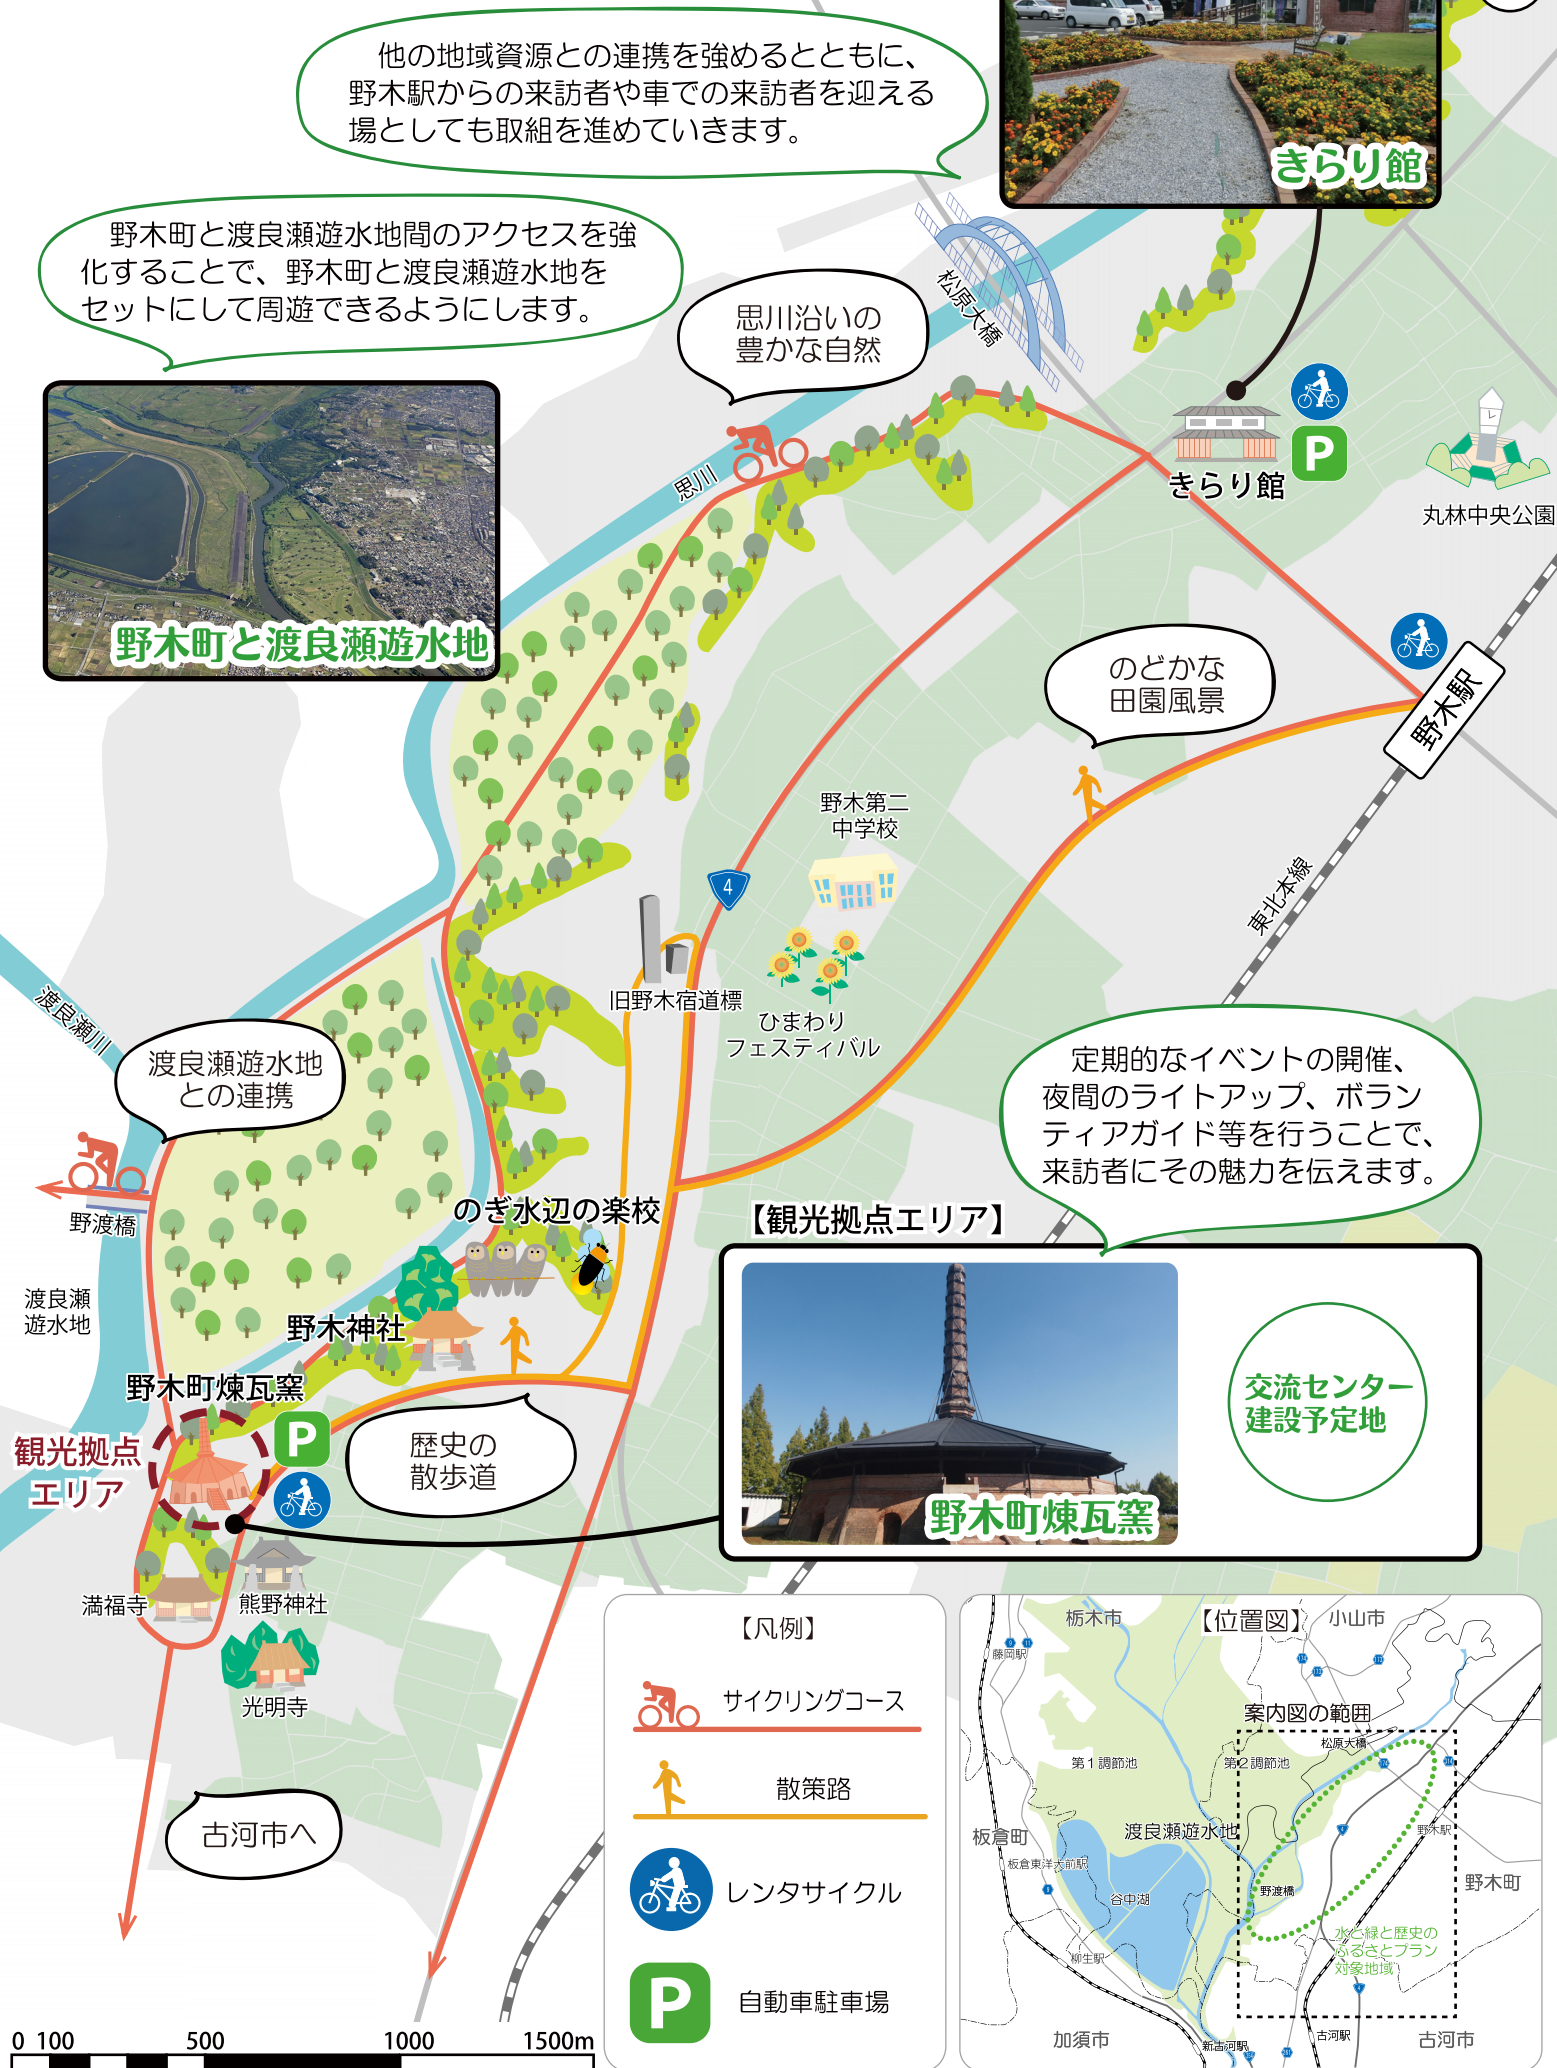 他の地域資源との連携を強めるとともに、
野木駅からの来訪者や車での来訪者を迎える
場としても取組を進めていきます。
きらり館
野木町と渡良瀬遊水地間のアクセスを強
化することで、野木町と渡良瀬遊水地を
セットにして周遊できるようにします。
思川沿いの
豊かな自然
松原大橋
野木町と渡良瀬遊水地
思川
きらり館
P
丸林中央公園
のどかな
田園風景
野木駅
野木第二
中学校
4
東北本線
旧野木宿道標
ひまわり
フェスティバル
渡良瀬川
渡良瀬遊水地
との連携
定期的なイベントの開催、
夜間のライトアップ、ボラン
ティアガイド等を行うことで、
来訪者にその魅力を伝えます。
野渡橋
のぎ水辺の楽校
【観光拠点エリア】
渡良瀬
遊水地
野木神社
野木町煉瓦窯
交流センター
建設予定地
野木町煉瓦窯
観光拠点
エリア
P
歴史の
散歩道
満福寺
熊野神社
光明寺
古河市へ
【凡例】
サイクリングコース
散策路
レンタサイクル
P
自動車駐車場
【位置図】
栃木市
小山市
藤岡駅
案内図の範囲
松原大橋
第1調節池
第2調節池
渡良瀬遊水地
板倉町
板倉東洋大前駅
野木駅
野木町
谷中湖
野渡橋
水と緑と歴史の
ふるさとプラン
対象地域
柳生駅
加須市
新古河駅
古河駅
古河市
0 100 500 1000 1500m